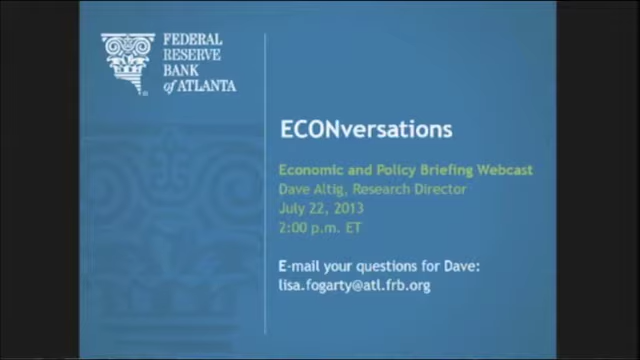 FEDERAL
RESERVE
BANK
of ATLANTA
ECONversations
Economic and Policy Briefing Webcast
Dave Altig, Research Director
July 22, 2013
2:00 p.m. ET
E-mail your questions for Dave:
lisa.fogarty@atl.frb.org